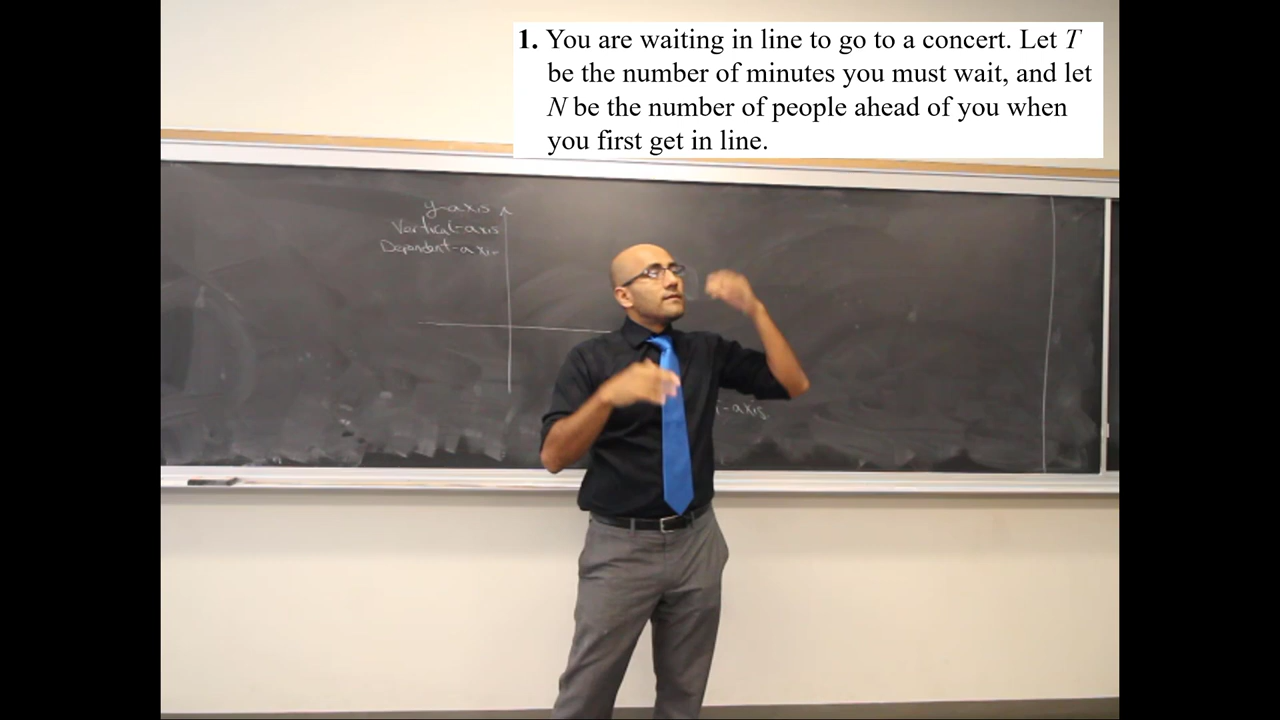 1. You are waiting in line to go to a concert. Let T
be the number of minutes you must wait, and let
N be the number of people ahead of you when
you first get in line.
y-axis
Vertical-axis
Dependent-axis
-axis